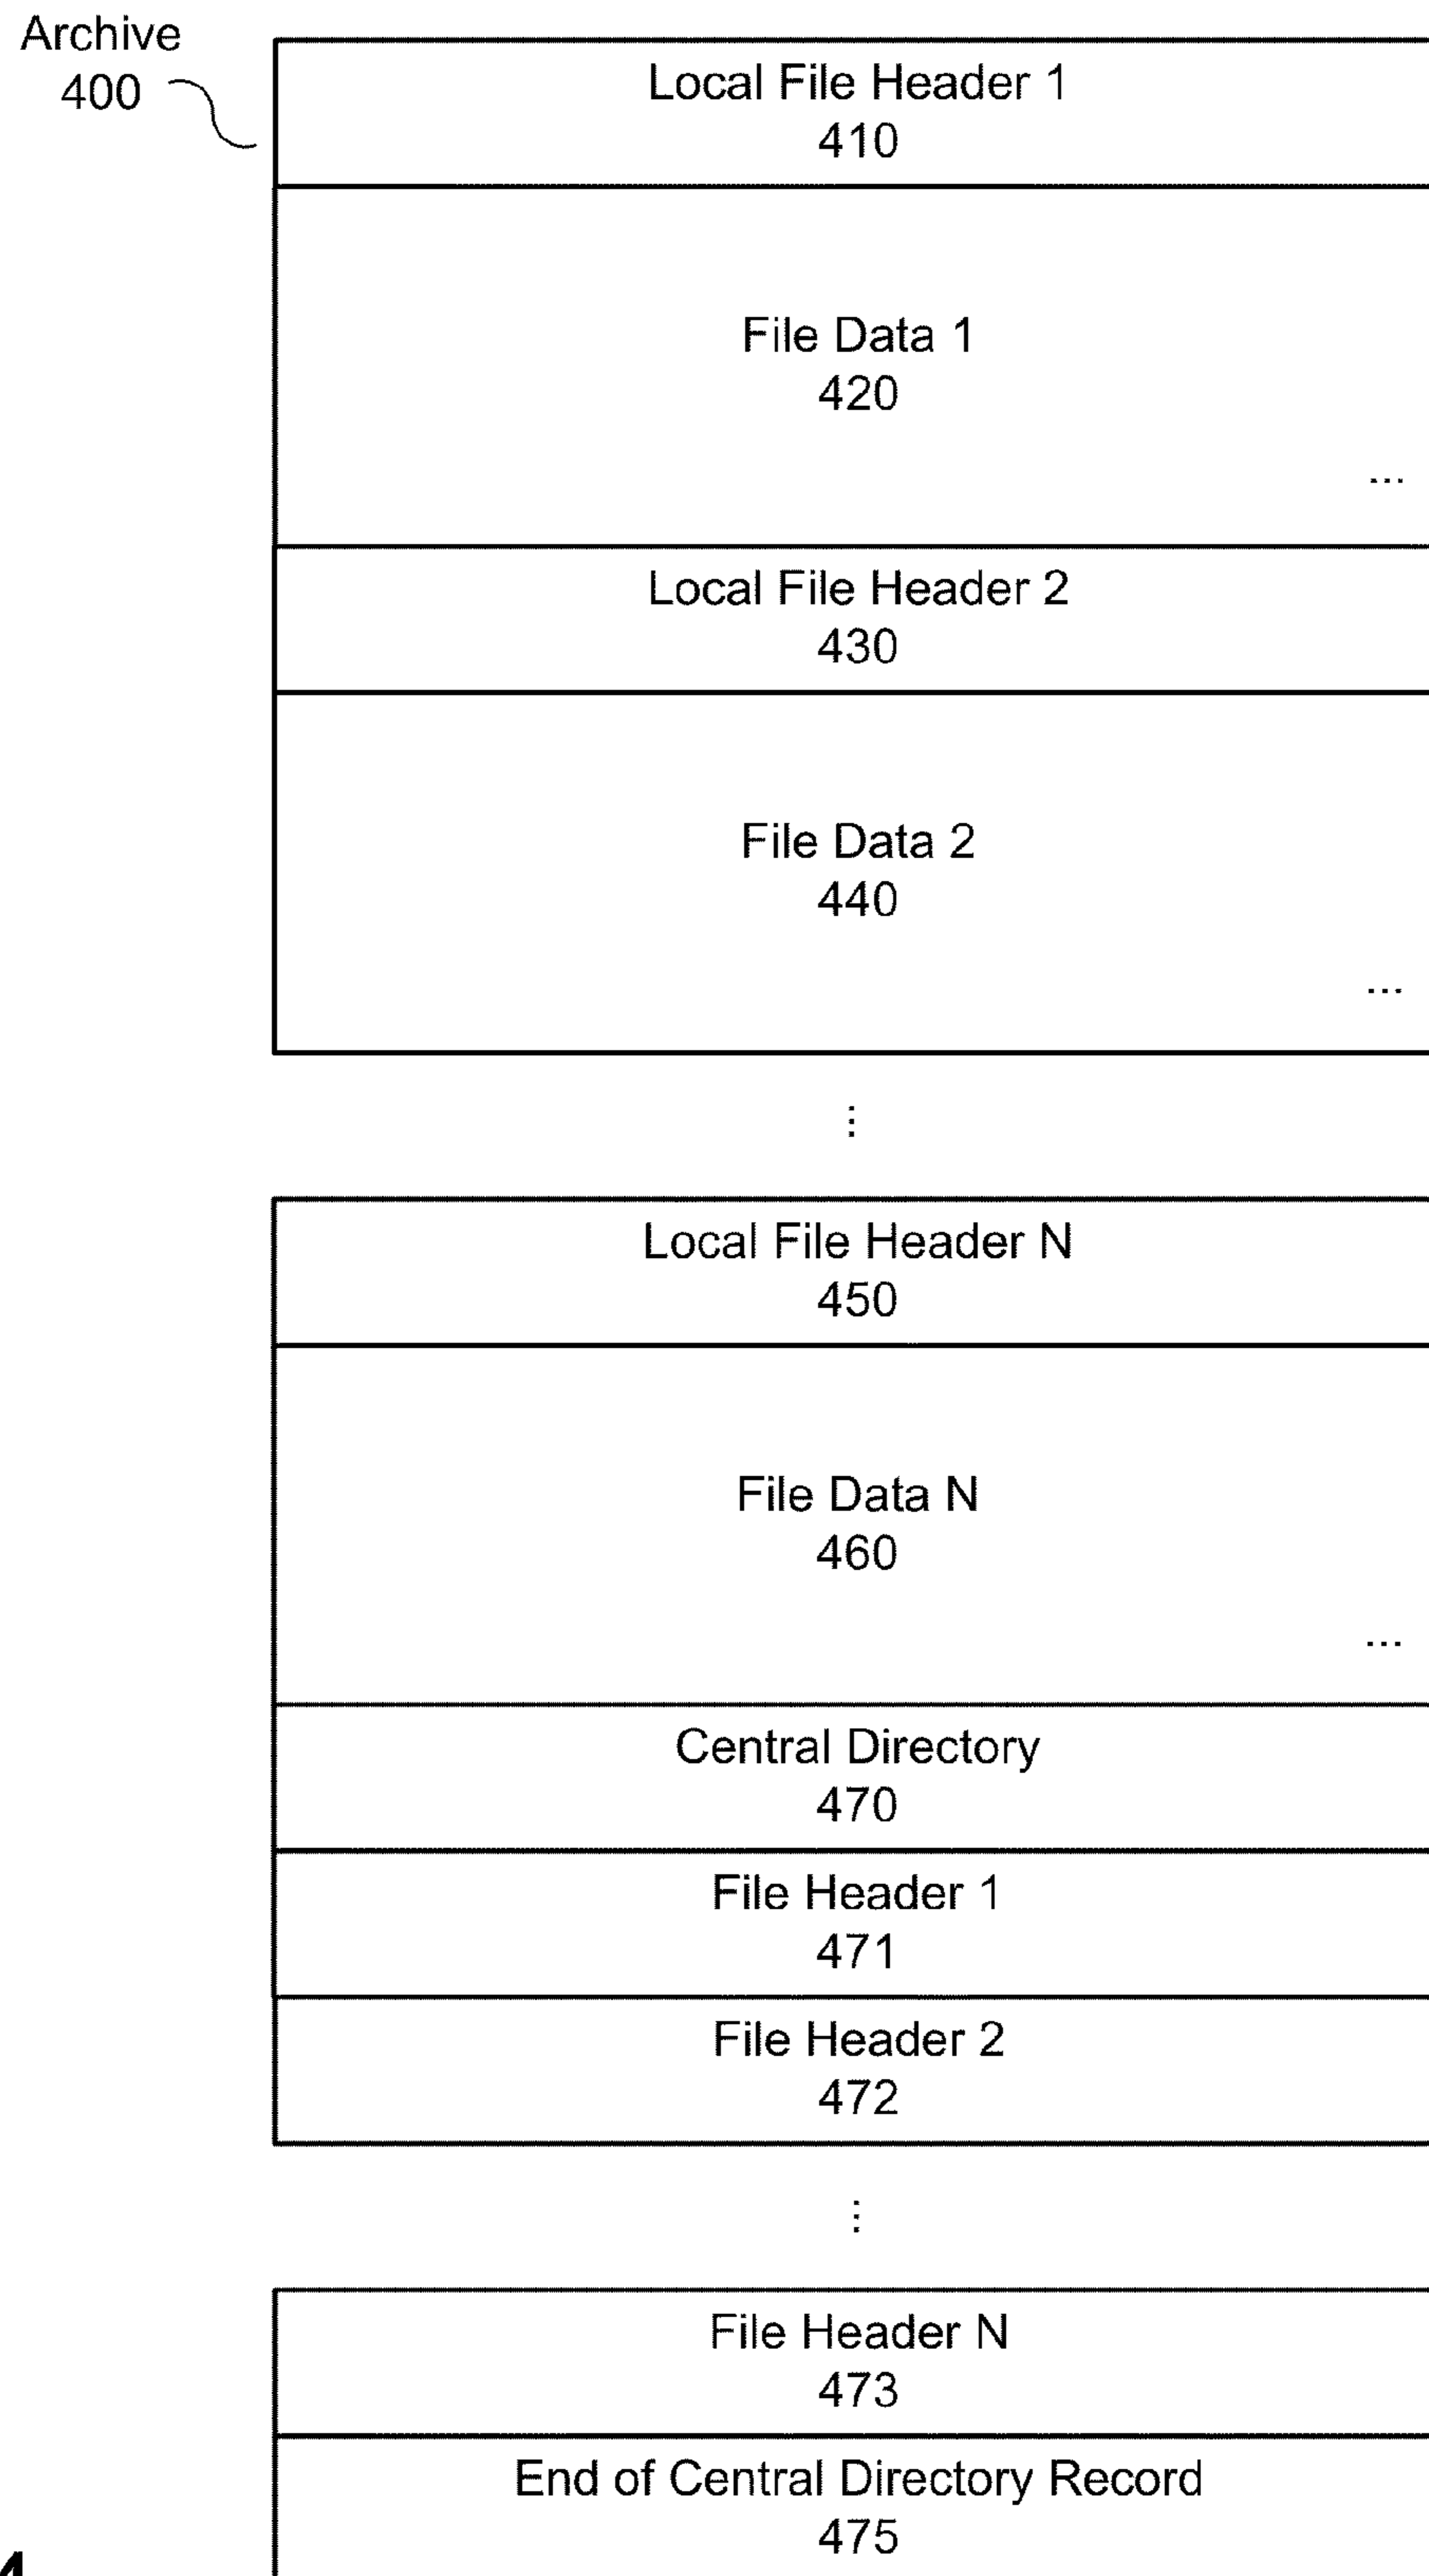 Archive
400
Local File Header 1
410
File Data 1
420
...
Local File Header 2
430
File Data 2
440
...
⋮
Local File Header N
450
File Data N
460
...
Central Directory
470
File Header 1
471
File Header 2
472
⋮
File Header N
473
End of Central Directory Record
475
4